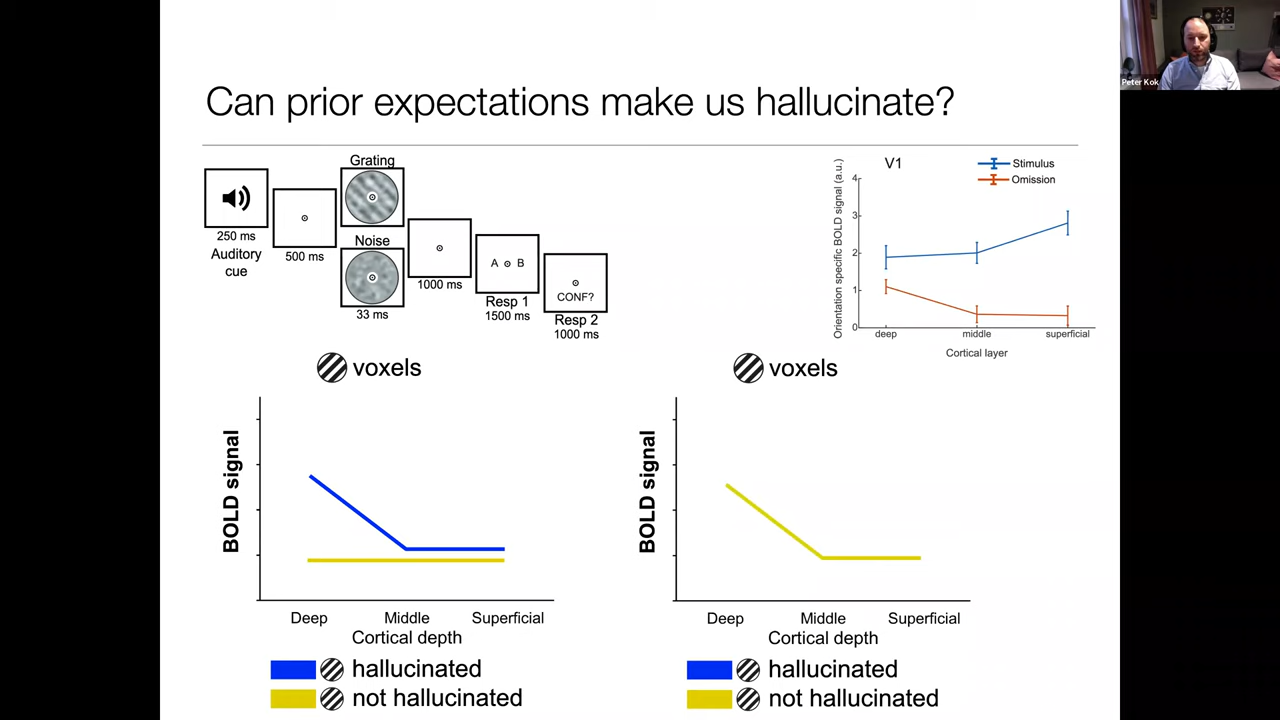 Peter Kok
Can prior expectations make us hallucinate?
250 ms
Auditory
cue
500 ms
Grating
Noise
33 ms
1000 ms
A B
Resp 1
1500 ms
CONF?
Resp 2
1000 ms
V1
Stimulus
Omission
Orientation specific BOLD signal (a.u.)
4
3
2
1
0
deep middle superficial
Cortical layer
voxels
BOLD signal
Deep Middle Superficial
Cortical depth
hallucinated
not hallucinated
voxels
BOLD signal
Deep Middle Superficial
Cortical depth
hallucinated
not hallucinated